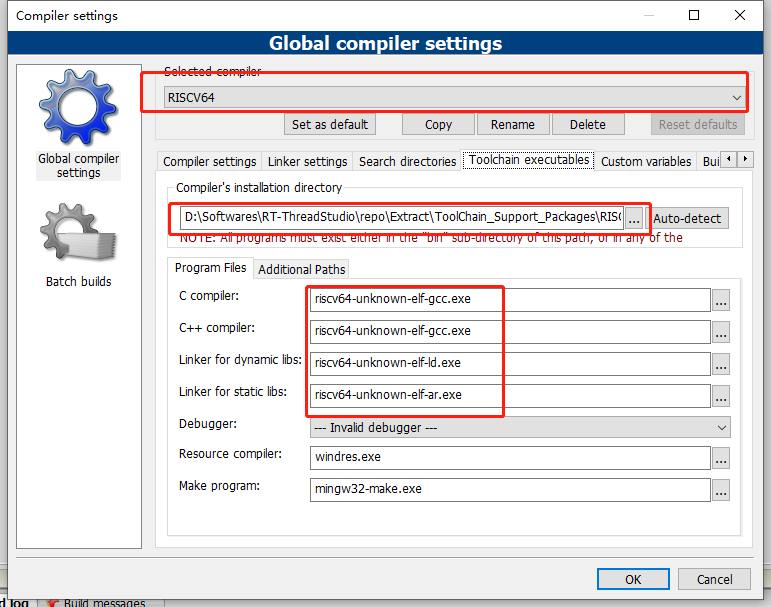 Compiler settings
Global compiler settings
Selected compiler
RISCV64
Set as default Copy Rename Delete Reset defaults
Global compiler
settings
Batch builds
Compiler settings Linker settings Search directories Toolchain executables Custom variables Bui
Compiler's installation directory
D:\Softwares\RT-ThreadStudio\repo\Extract\ToolChain_Support_Packages\RISC ... Auto-detect
NOTE: All programs must exist either in the "bin" sub-directory of this path, or in any of the
Program Files Additional Paths
C compiler: riscv64-unknown-elf-gcc.exe ...
C++ compiler: riscv64-unknown-elf-gcc.exe ...
Linker for dynamic libs: riscv64-unknown-elf-ld.exe ...
Linker for static libs: riscv64-unknown-elf-ar.exe ...
Debugger: --- Invalid debugger ---
Resource compiler: windres.exe ...
Make program: mingw32-make.exe ...
OK Cancel
d log Build messages